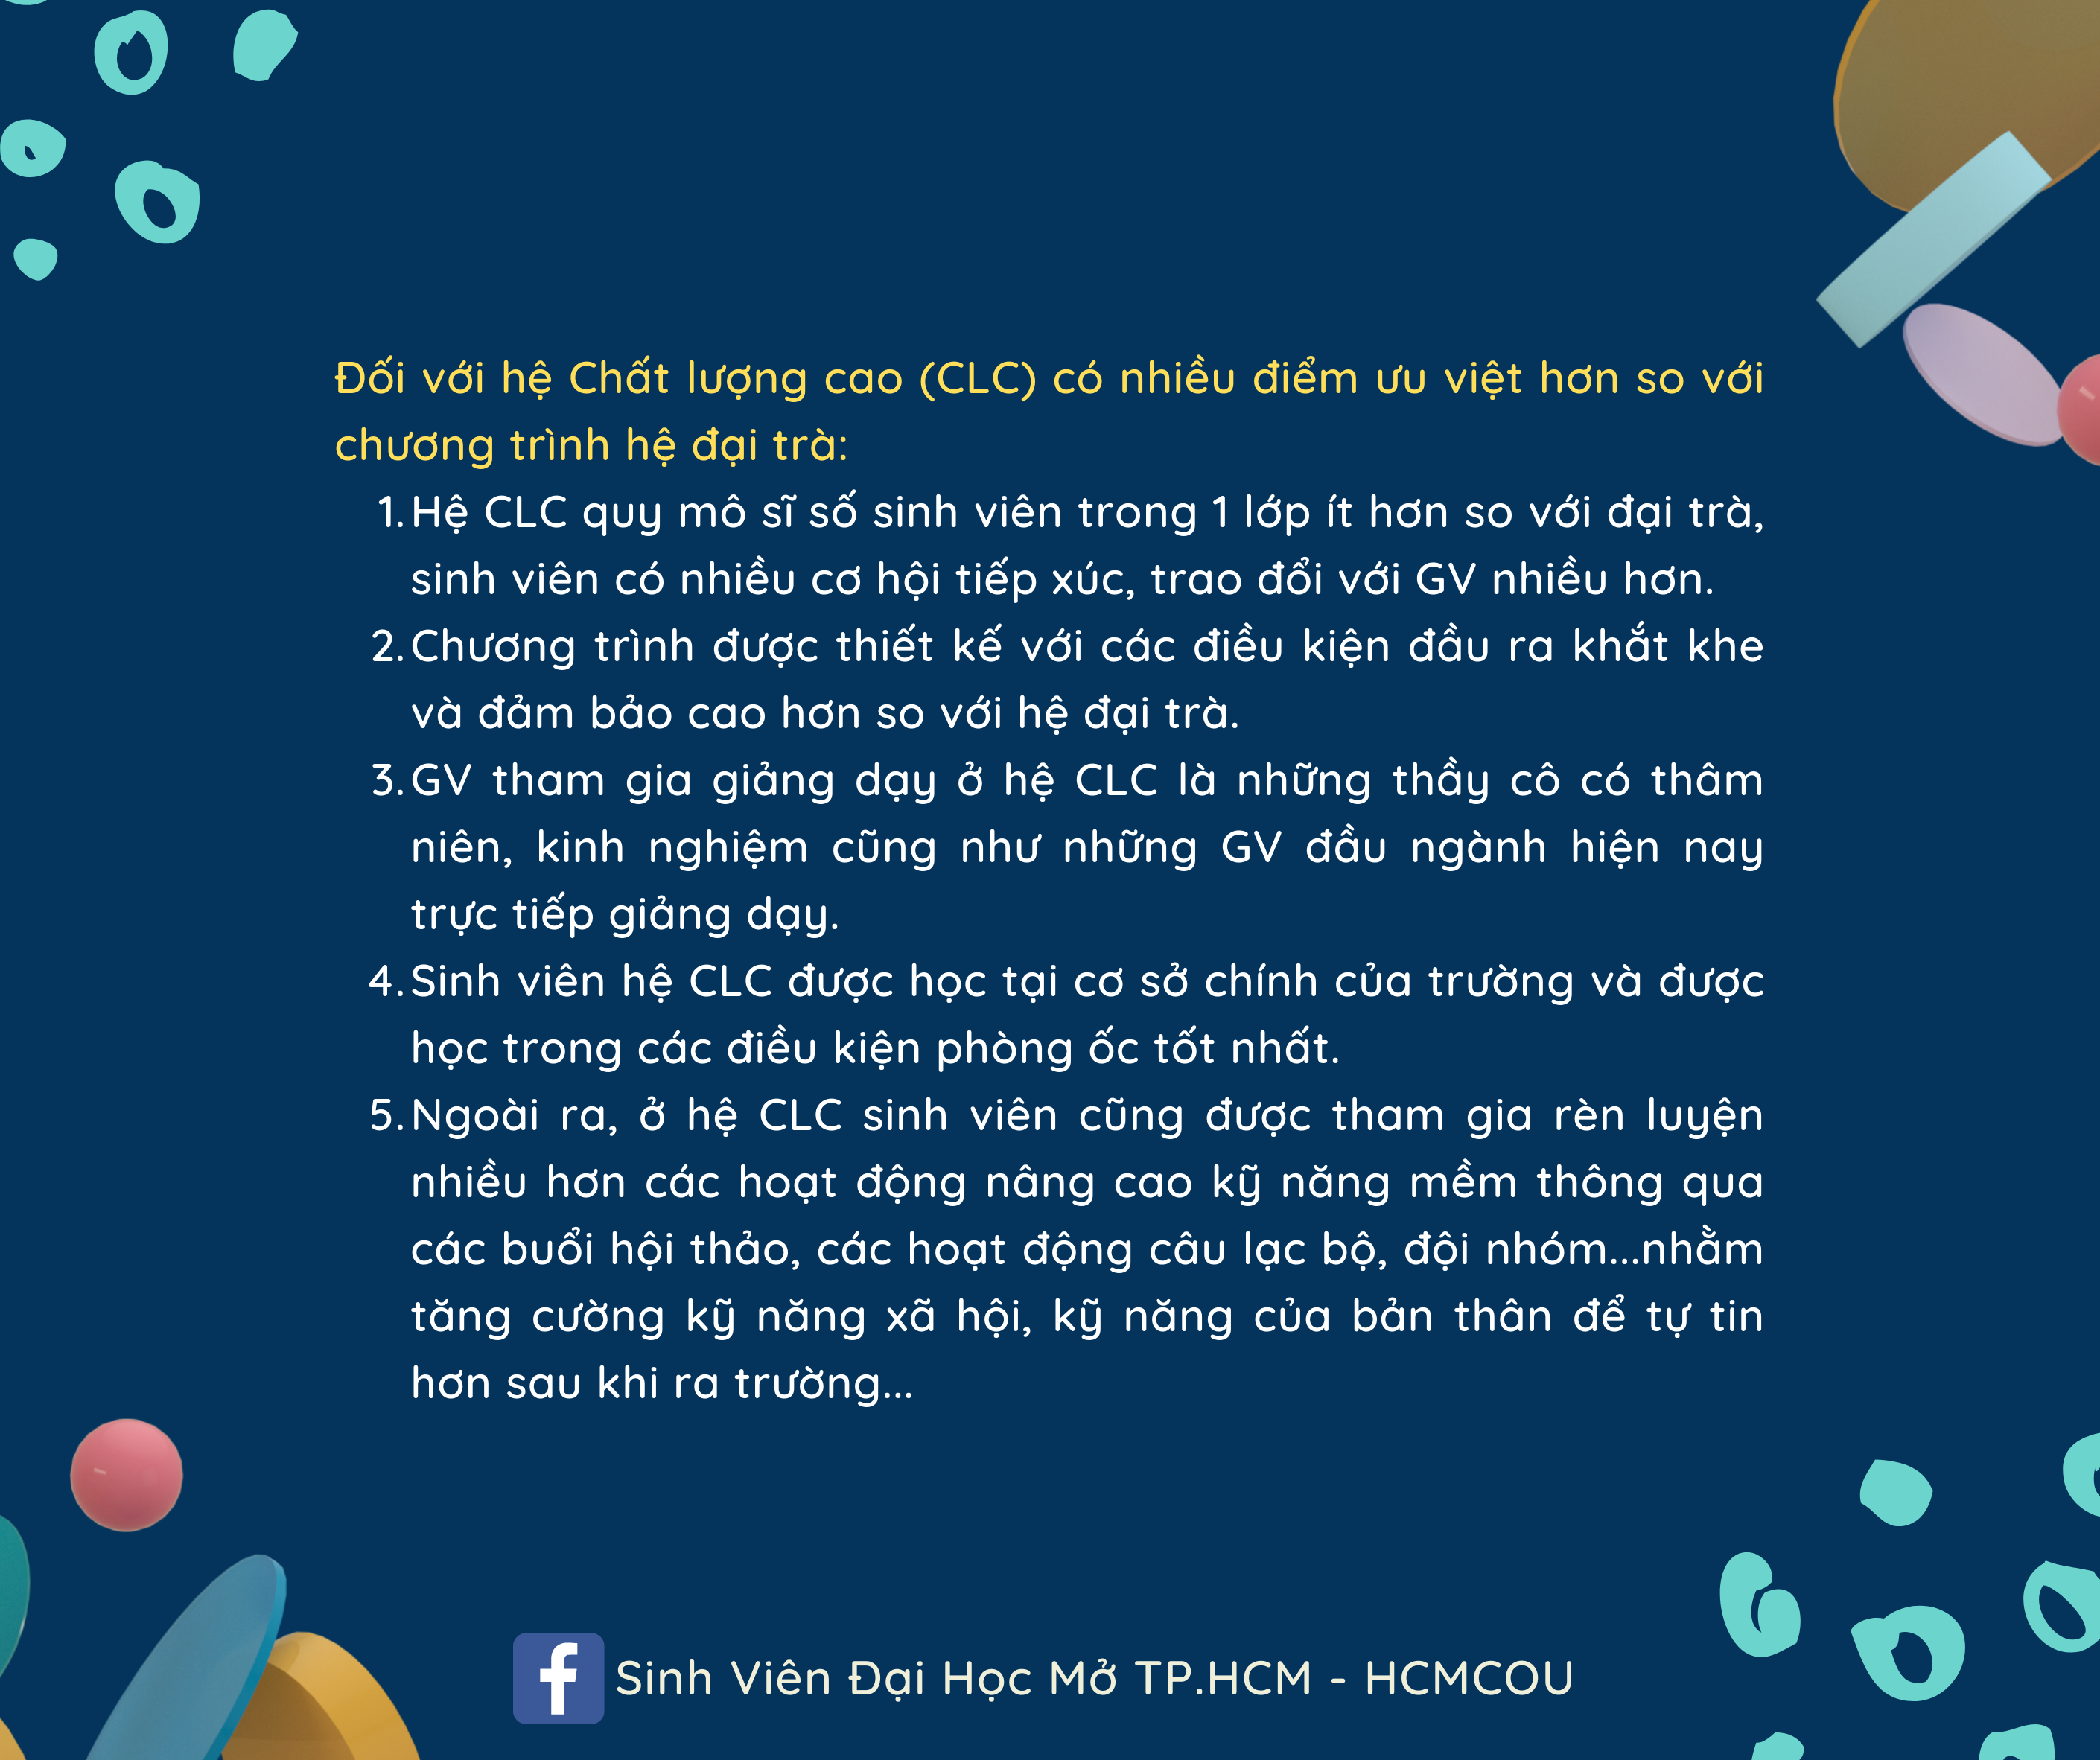 Đối với hệ Chất lượng cao (CLC) có nhiều điểm ưu việt hơn so với
chương trình hệ đại trà:
1. Hệ CLC quy mô sĩ số sinh viên trong 1 lớp ít hơn so với đại trà,
sinh viên có nhiều cơ hội tiếp xúc, trao đổi với GV nhiều hơn.
2. Chương trình được thiết kế với các điều kiện đầu ra khắt khe
và đảm bảo cao hơn so với hệ đại trà.
3. GV tham gia giảng dạy ở hệ CLC là những thầy cô có thâm
niên, kinh nghiệm cũng như những GV đầu ngành hiện nay
trực tiếp giảng dạy.
4. Sinh viên hệ CLC được học tại cơ sở chính của trường và được
học trong các điều kiện phòng ốc tốt nhất.
5. Ngoài ra, ở hệ CLC sinh viên cũng được tham gia rèn luyện
nhiều hơn các hoạt động nâng cao kỹ năng mềm thông qua
các buổi hội thảo, các hoạt động câu lạc bộ, đội nhóm...nhằm
tăng cường kỹ năng xã hội, kỹ năng của bản thân để tự tin
hơn sau khi ra trường...
f Sinh Viên Đại Học Mở TP.HCM - HCMCOU